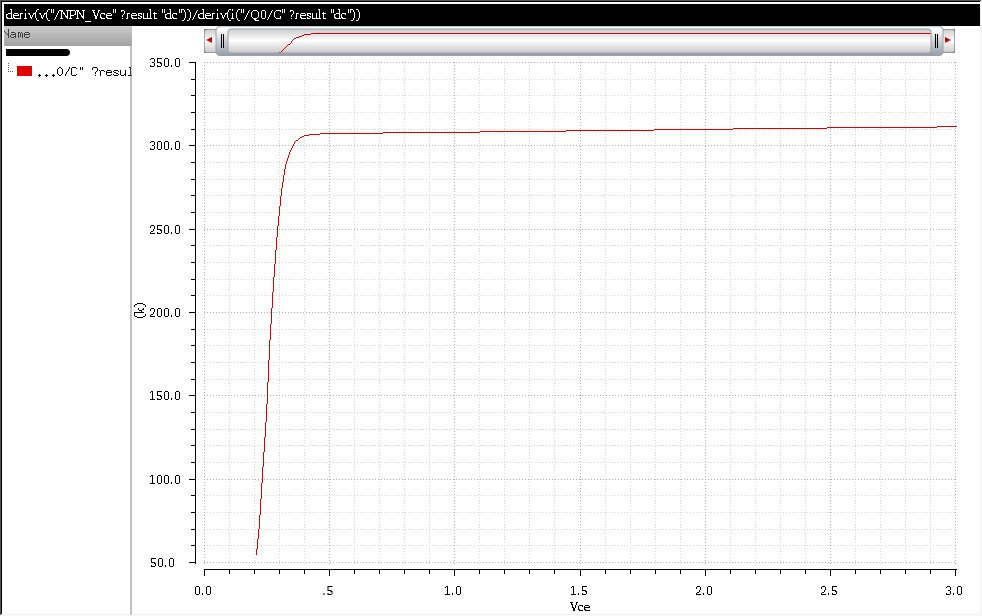 deriv(v("/NPN_Vce" ?result "dc"))/deriv(i("/Q0/C" ?result "dc"))
Name
...0/C" ?resul
350.0
300.0
250.0
200.0
150.0
100.0
50.0
(k)
0.0 .5 1.0 1.5 2.0 2.5 3.0
Vce